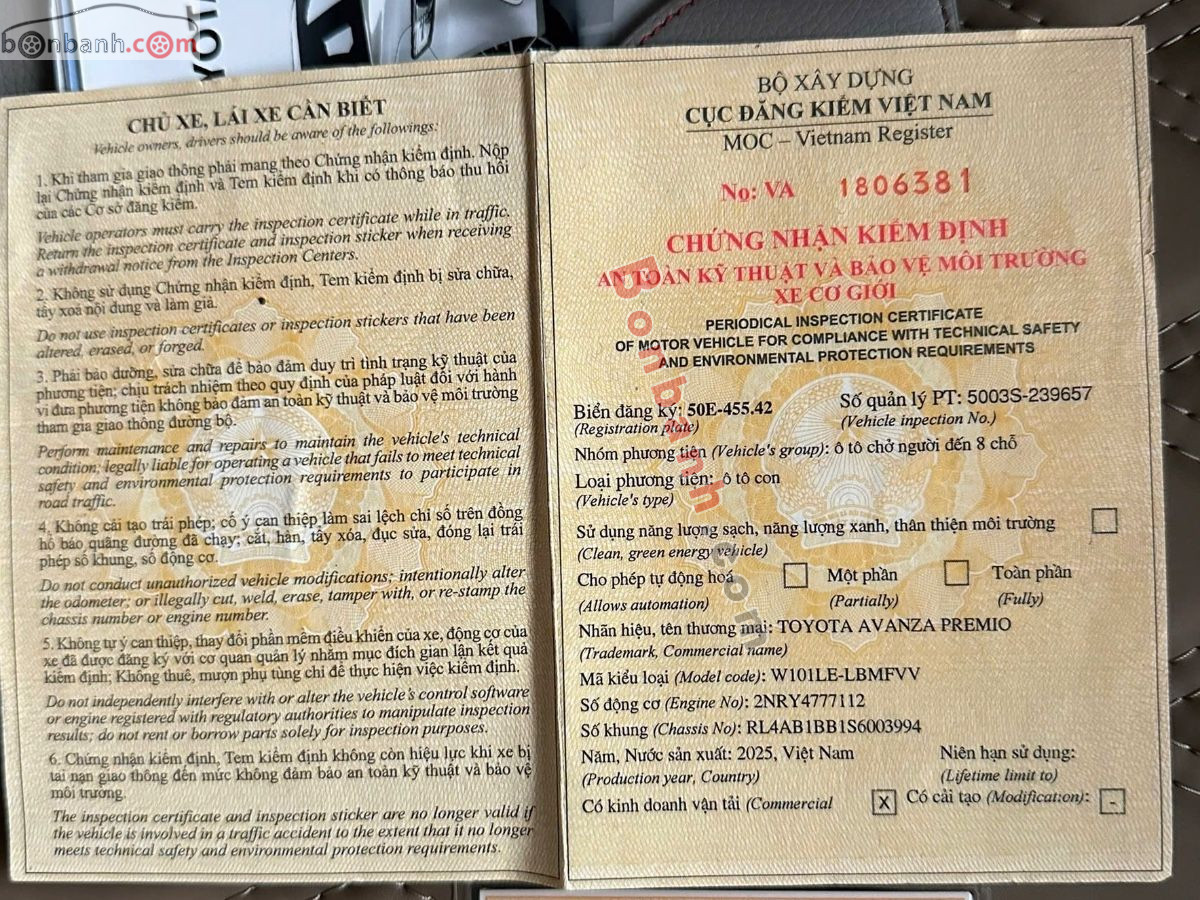 bonbanh.com
YOT
CHỦ XE, LÁI XE CẦN BIẾT
Vehicle owners, drivers should be aware of the followings:
1. Khi tham gia giao thông phải mang theo Chứng nhận kiểm định. Nộp
lại Chứng nhận kiểm định và Tem kiểm định khi có thông báo thu hồi
của các Cơ sở đăng kiểm.
Vehicle operators must carry the inspection certificate while in traffic.
Return the inspection certificate and inspection sticker when receiving
a withdrawal notice from the Inspection Centers.
2. Không sử dụng Chứng nhận kiểm định, Tem kiểm định bị sửa chữa,
tẩy xoá nội dung và làm giả.
Do not use inspection certificates or inspection stickers that have been
altered, erased, or forged.
3. Phải bảo dưỡng, sửa chữa để bảo đảm duy trì tình trạng kỹ thuật của
phương tiện; chịu trách nhiệm theo quy định của pháp luật đối với hành
vi đưa phương tiện không bảo đảm an toàn kỹ thuật và bảo vệ môi trường
tham gia giao thông đường bộ.
Perform maintenance and repairs to maintain the vehicle's technical
condition; legally liable for operating a vehicle that fails to meet technical
safety and environmental protection requirements to participate in
road traffic.
4. Không cải tạo trái phép; cố ý can thiệp làm sai lệch chỉ số trên đồng
hồ báo quãng đường đã chạy; cắt, hàn, tẩy xóa, đục sửa, đóng lại trái
phép số khung, số động cơ.
Do not conduct unauthorized vehicle modifications; intentionally alter
the odometer; or illegally cut, weld, erase, tamper with, or re-stamp the
chassis number or engine number.
5. Không tự ý can thiệp, thay đổi phần mềm điều khiển của xe, động cơ của
xe đã được đăng ký với cơ quan quản lý nhằm mục đích gian lận kết quả
kiểm định; Không thuê, mượn phụ tùng chỉ để thực hiện việc kiểm định.
Do not independently interfere with or alter the vehicle's control software
or engine registered with regulatory authorities to manipulate inspection
results; do not rent or borrow parts solely for inspection purposes.
6. Chứng nhận kiểm định, Tem kiểm định không còn hiệu lực khi xe bị
tai nạn giao thông đến mức không đảm bảo an toàn kỹ thuật và bảo vệ
môi trường.
The inspection certificate and inspection sticker are no longer valid if
the vehicle is involved in a traffic accident to the extent that it no longer
meets technical safety and environmental protection requirements.
BỘ XÂY DỰNG
CỤC ĐĂNG KIỂM VIỆT NAM
MOC – Vietnam Register
No: VA 1806381
CHỨNG NHẬN KIỂM ĐỊNH
AN TOÀN KỸ THUẬT VÀ BẢO VỆ MÔI TRƯỜNG
XE CƠ GIỚI
PERIODICAL INSPECTION CERTIFICATE
OF MOTOR VEHICLE FOR COMPLIANCE WITH TECHNICAL SAFETY
AND ENVIRONMENTAL PROTECTION REQUIREMENTS
Biển đăng ký: 50E-455.42 Số quản lý PT: 5003S-239657
(Registration plate) (Vehicle inpection No.)
Nhóm phương tiện (Vehicle's group): ô tô chở người đến 8 chỗ
Loại phương tiện: ô tô con
(Vehicle's type)
Sử dụng năng lượng sạch, năng lượng xanh, thân thiện môi trường
(Clean, green energy vehicle)
Cho phép tự động hoá Một phần Toàn phần
(Allows automation) (Partially) (Fully)
Nhãn hiệu, tên thương mại: TOYOTA AVANZA PREMIO
(Trademark, Commercial name)
Mã kiểu loại (Model code): W101LE-LBMFVV
Số động cơ (Engine No): 2NRY4777112
Số khung (Chassis No): RL4AB1BB1S6003994
Năm, Nước sản xuất: 2025, Việt Nam Niên hạn sử dụng:
(Production year, Country) (Lifetime limit to)
Có kinh doanh vận tải (Commercial X Có cải tạo (Modification): -
Bonbanh.com